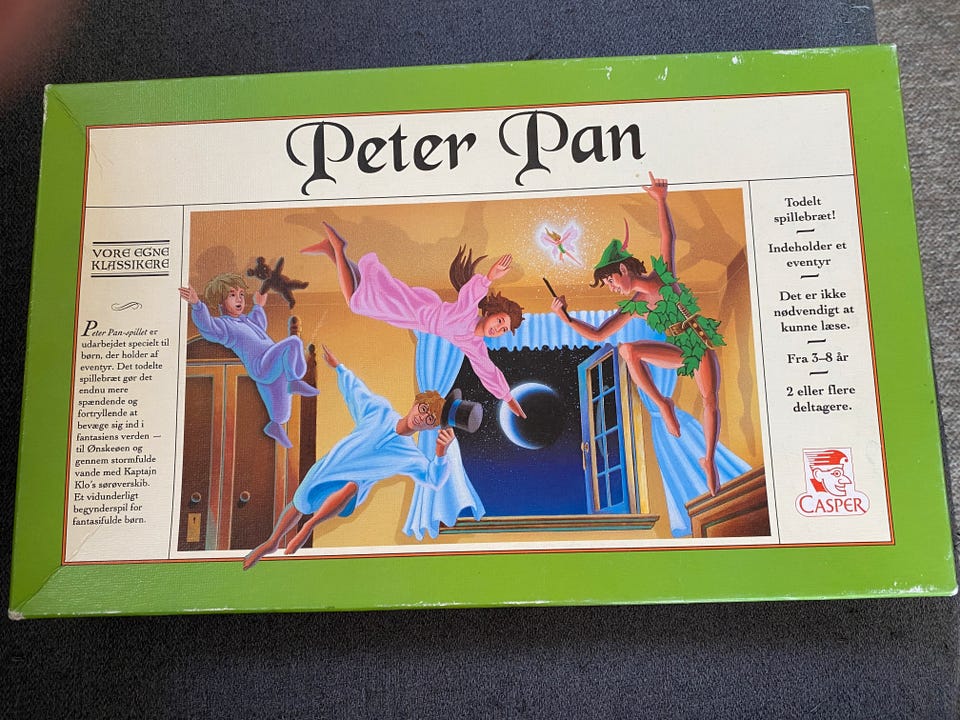 Peter Pan
VORE EGNE
KLASSIKERE
Peter Pan-spillet er
udarbejdet specielt til
børn, der holder af
eventyr. Det todelte
spillebræt gør det
endnu mere
spændende og
fortryllende at
bevæge sig ind i
fantasiens verden —
til Ønskeøen og
gennem stormfulde
vande med Kaptajn
Klo's sørøverskib.
Et vidunderligt
begynderspil for
fantasifulde børn.
Todelt
spillebræt!
Indeholder et
eventyr
Det er ikke
nødvendigt at
kunne læse.
Fra 3–8 år
2 eller flere
deltagere.
CASPER